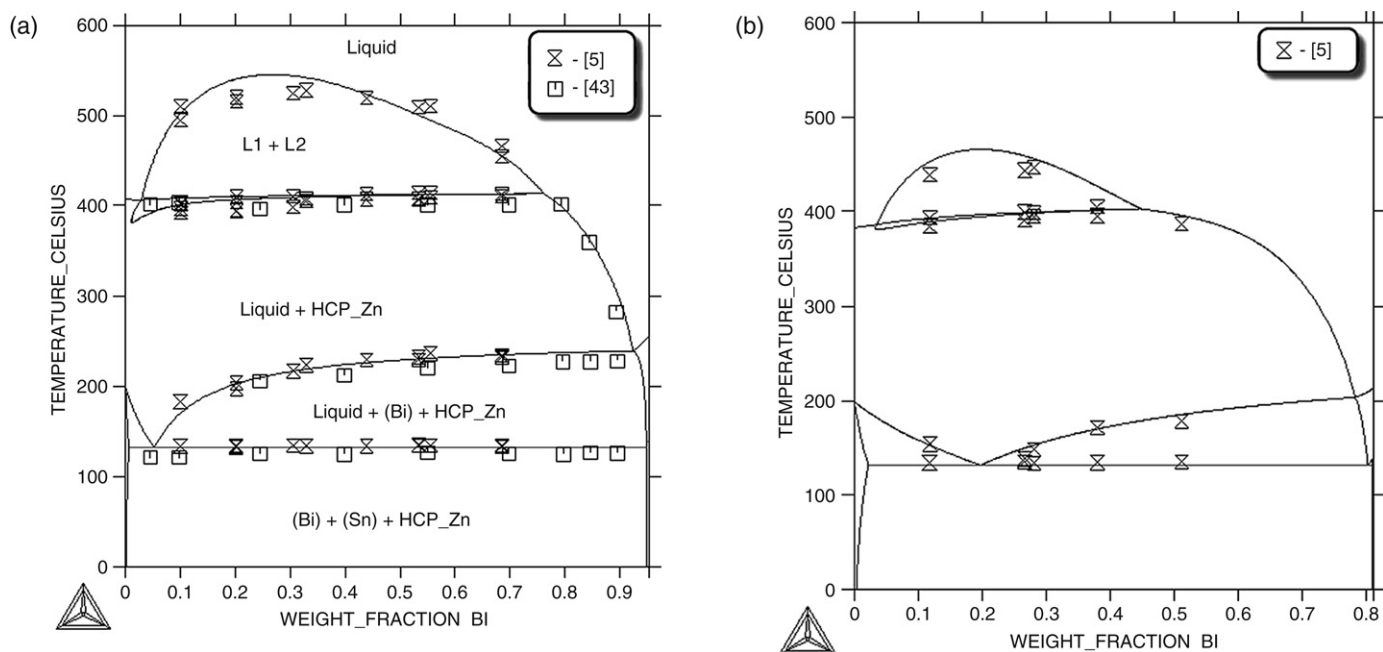 (a)
600
500
400
300
200
100
0
TEMPERATURE_CELSIUS
Liquid
- [5]
- [43]
L1 + L2
Liquid + HCP_Zn
Liquid + (Bi) + HCP_Zn
(Bi) + (Sn) + HCP_Zn
0 0.1 0.2 0.3 0.4 0.5 0.6 0.7 0.8 0.9
WEIGHT_FRACTION BI
(b)
600
500
400
300
200
100
0
TEMPERATURE_CELSIUS
- [5]
0 0.1 0.2 0.3 0.4 0.5 0.6 0.7 0.8
WEIGHT_FRACTION BI